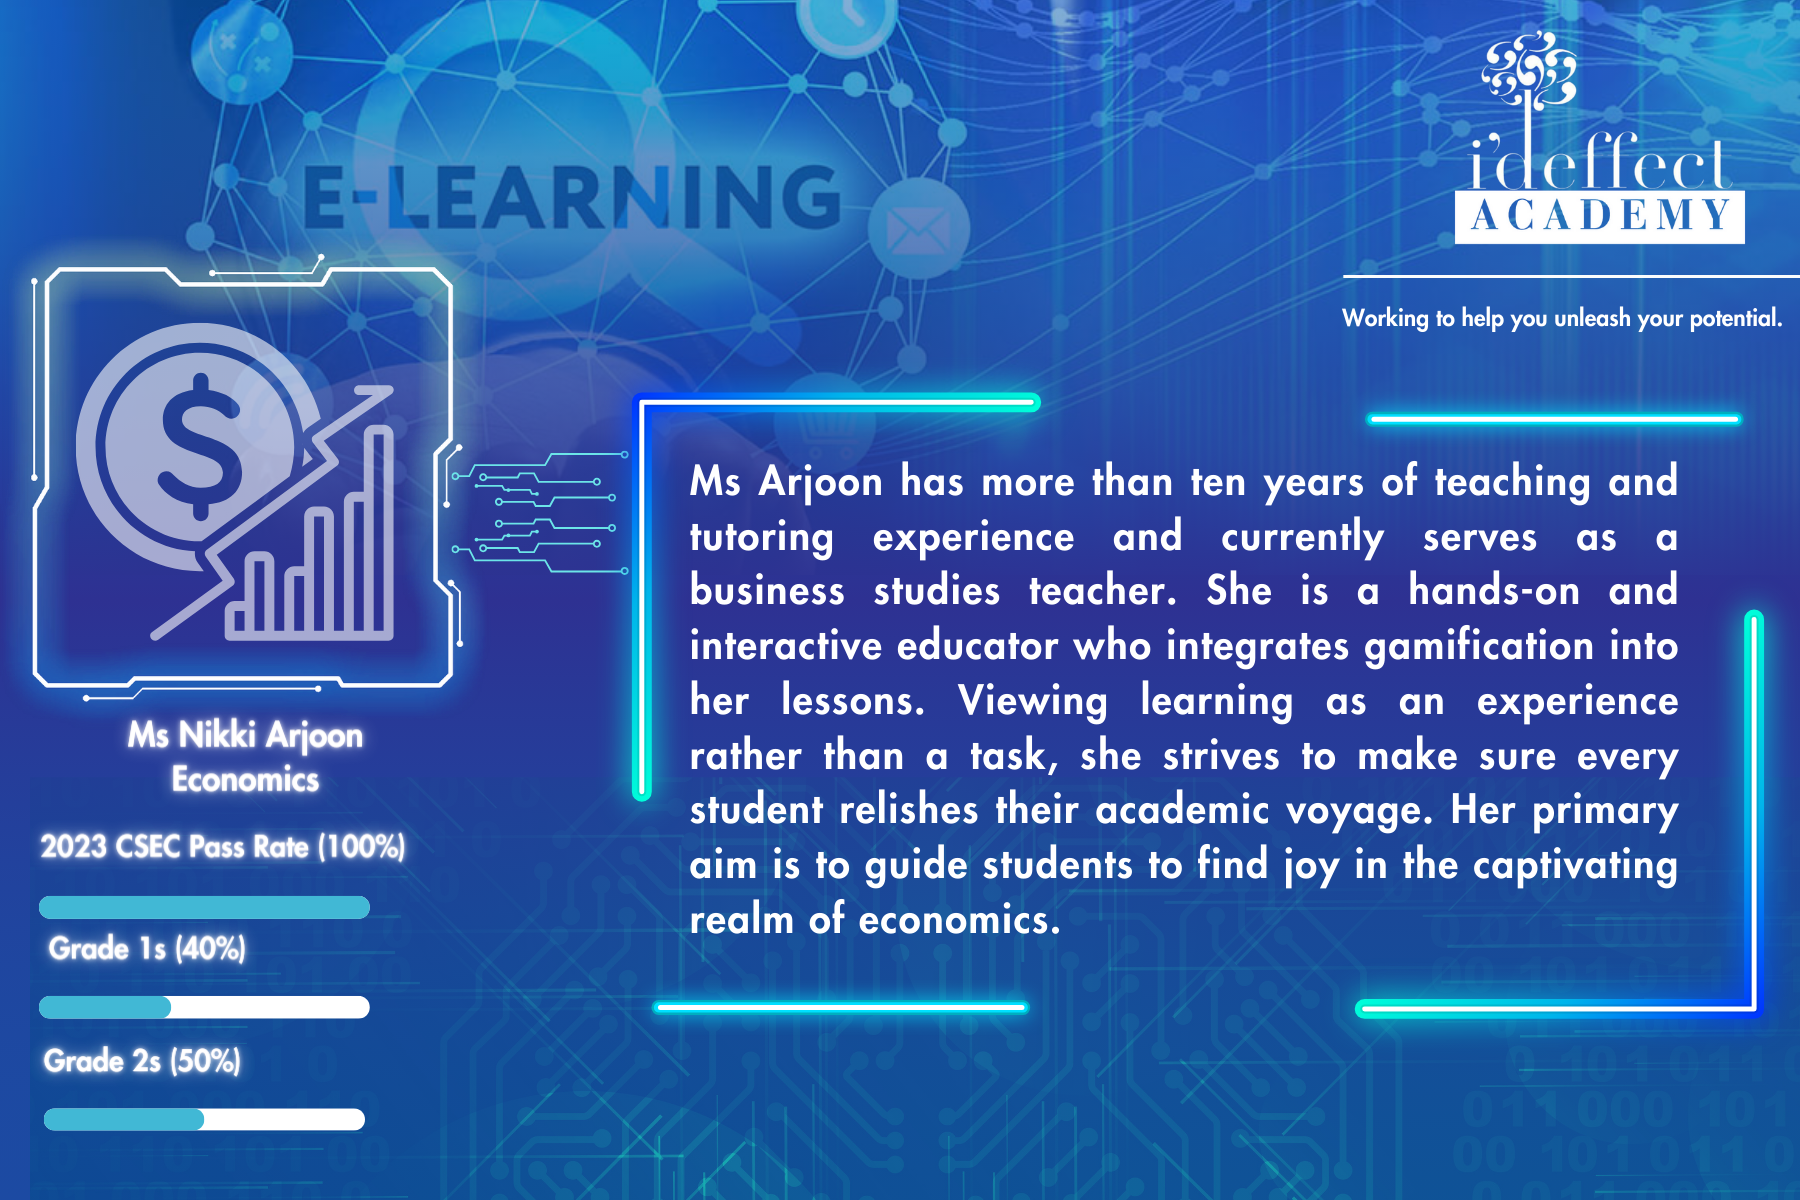 E-LEARNING
i'deffect
ACADEMY
Working to help you unleash your potential.
Ms Nikki Arjoon
Economics
2023 CSEC Pass Rate (100%)
Grade 1s (40%)
Grade 2s (50%)
Ms Arjoon has more than ten years of teaching and
tutoring experience and currently serves as a
business studies teacher. She is a hands-on and
interactive educator who integrates gamification into
her lessons. Viewing learning as an experience
rather than a task, she strives to make sure every
student relishes their academic voyage. Her primary
aim is to guide students to find joy in the captivating
realm of economics.